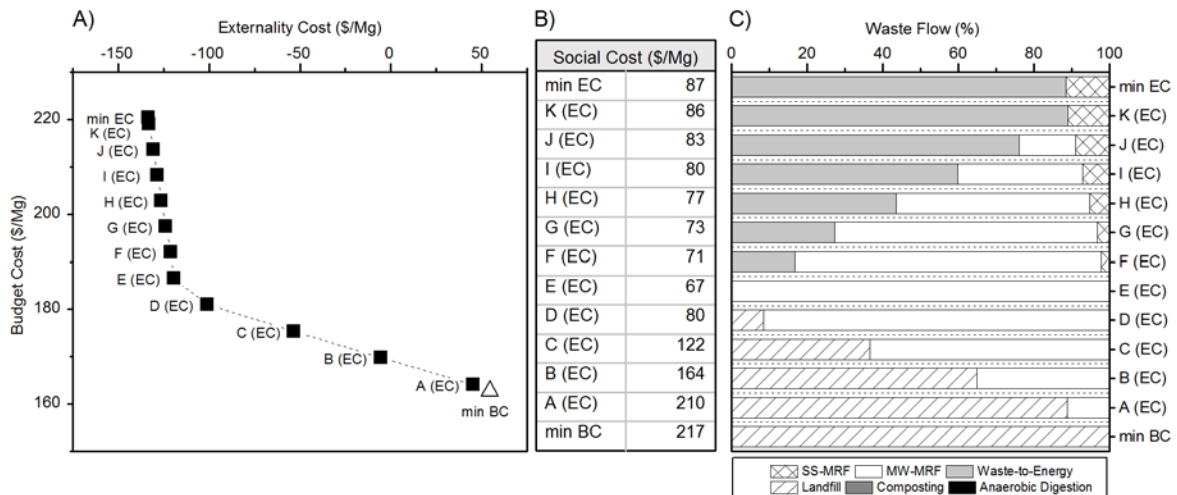 A)
Externality Cost ($/Mg)
-150 -100 -50 0 50
Budget Cost ($/Mg)
220
200
180
160
min EC
K (EC)
J (EC)
I (EC)
H (EC)
G (EC)
F (EC)
E (EC)
D (EC)
C (EC)
B (EC)
A (EC)
min BC
B)
Social Cost ($/Mg)
min EC 87
K (EC) 86
J (EC) 83
I (EC) 80
H (EC) 77
G (EC) 73
F (EC) 71
E (EC) 67
D (EC) 80
C (EC) 122
B (EC) 164
A (EC) 210
min BC 217
C)
Waste Flow (%)
0 20 40 60 80 100
min EC
K (EC)
J (EC)
I (EC)
H (EC)
G (EC)
F (EC)
E (EC)
D (EC)
C (EC)
B (EC)
A (EC)
min BC
SS-MRF MW-MRF Waste-to-Energy
Landfill Composting Anaerobic Digestion